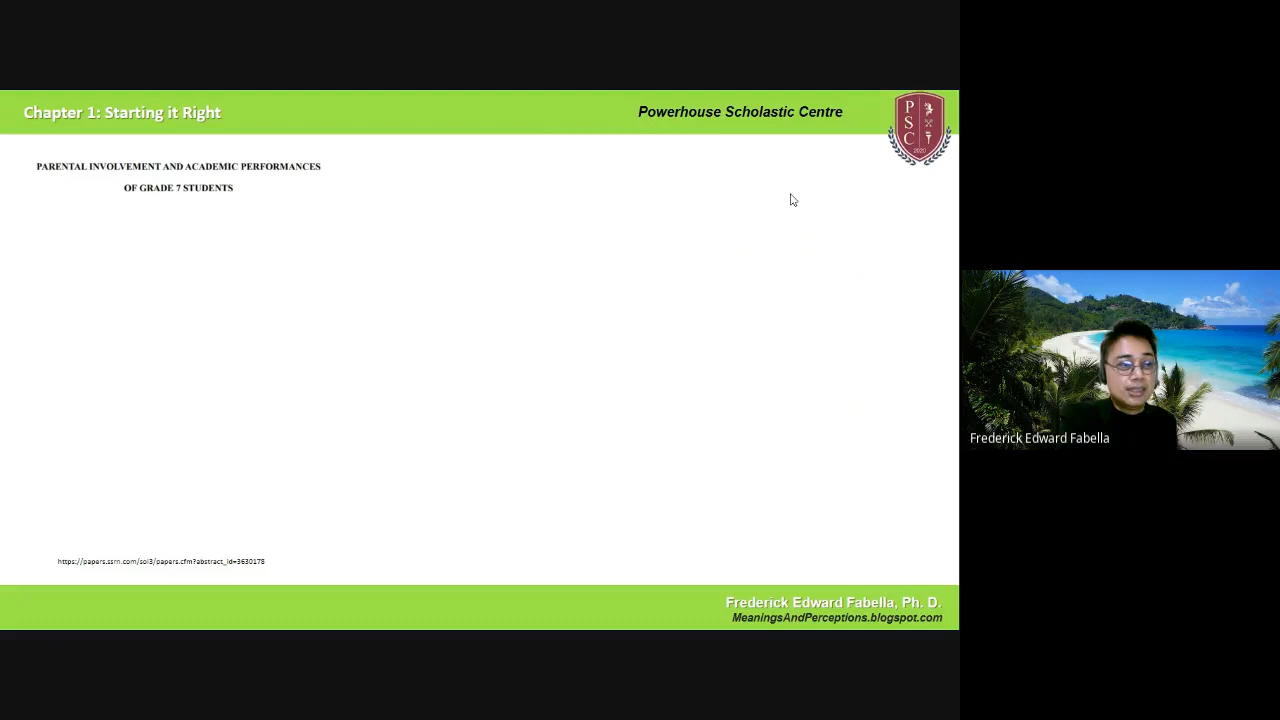 Chapter 1: Starting it Right
Powerhouse Scholastic Centre
P
S
C
2020
PARENTAL INVOLVEMENT AND ACADEMIC PERFORMANCES
OF GRADE 7 STUDENTS
Frederick Edward Fabella
https://papers.ssrn.com/sol3/papers.cfm?abstract_id=3630178
Frederick Edward Fabella, Ph. D.
MeaningsAndPerceptions.blogspot.com